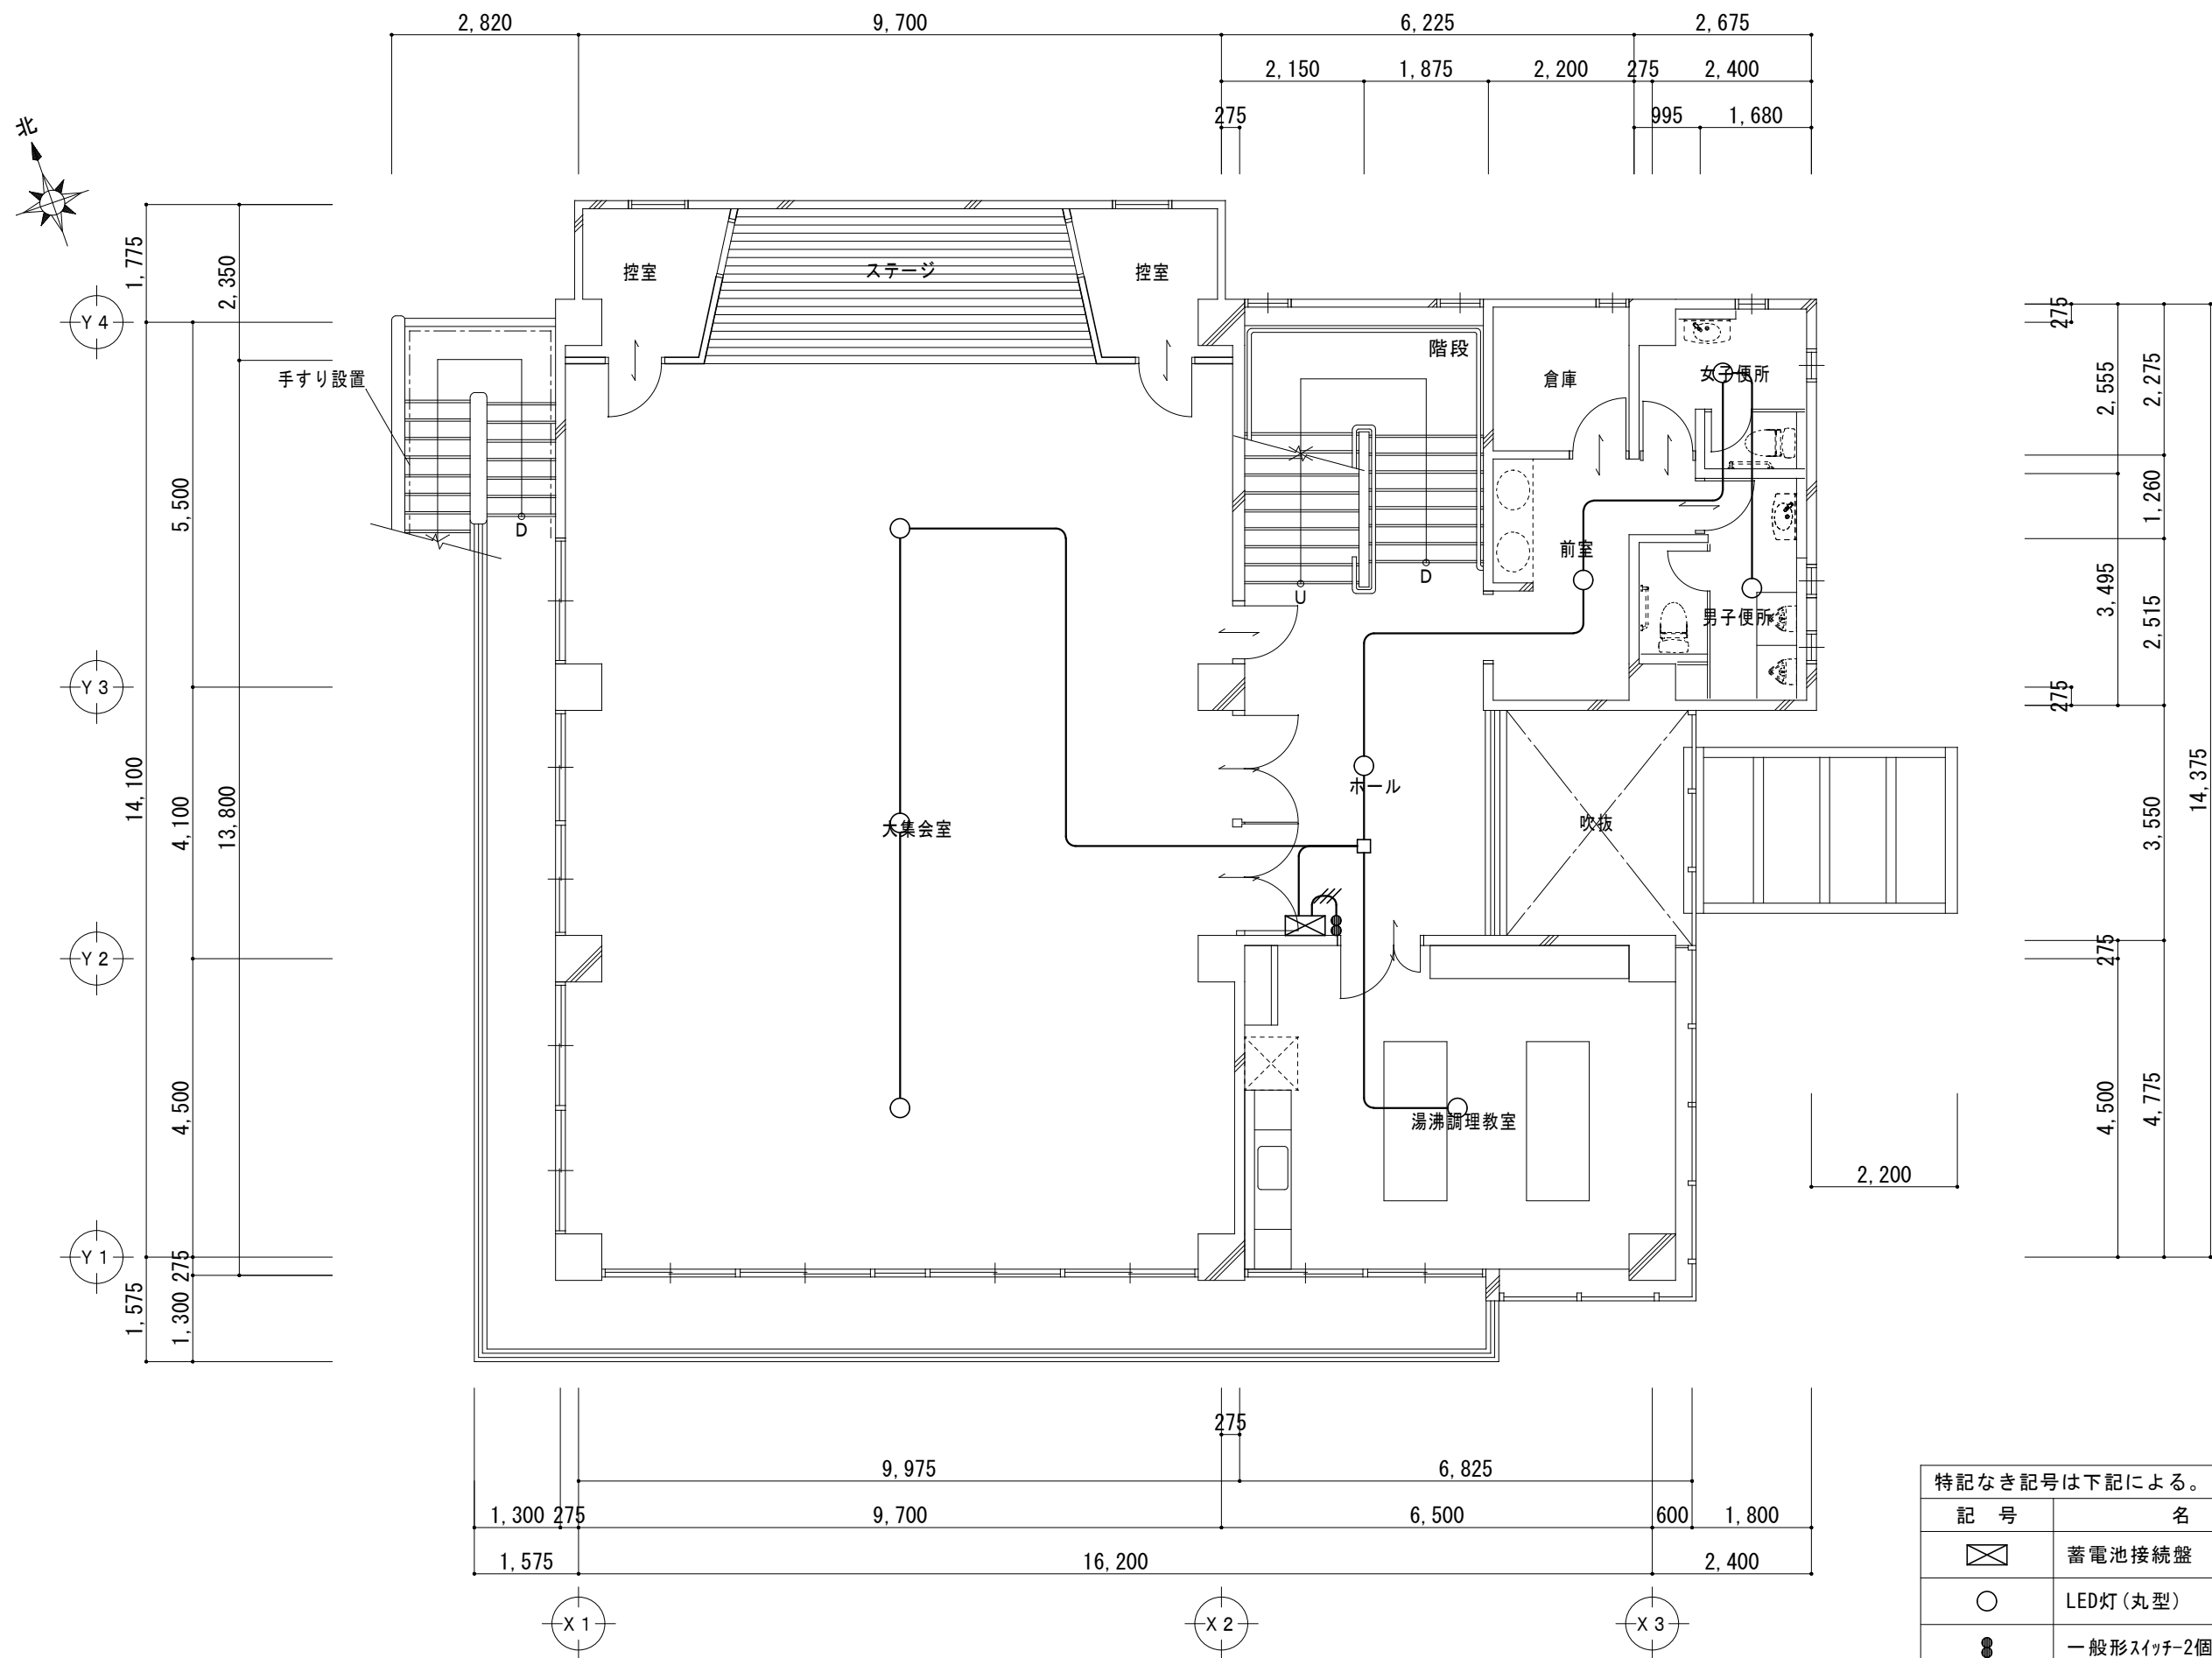 2,820 9,700 6,225 2,675
2,150 1,875 2,200 275 2,400
275 995 1,680
北
1,775
2,350
控室 ステージ 控室
Y4
275
階段
手すり設置
倉庫
女子便所
2,555
2,275
5,500
1,260
D
前室
D
U
男子便所
3,495
2,515
Y3
275
ホール
14,100
4,100
13,800
大集会室
吹抜
3,550
14,375
Y2
275
4,500
湯沸調理教室
4,500
4,775
2,200
Y1
275
1,575
1,300
275
9,975 6,825
1,300 275 9,700 6,500 600 1,800
1,575 16,200 2,400
X1 X2 X3
特記なき記号は下記による。
記 号 名
蓄電池接続盤
LED灯(丸型)
一般形スイッチ-2個